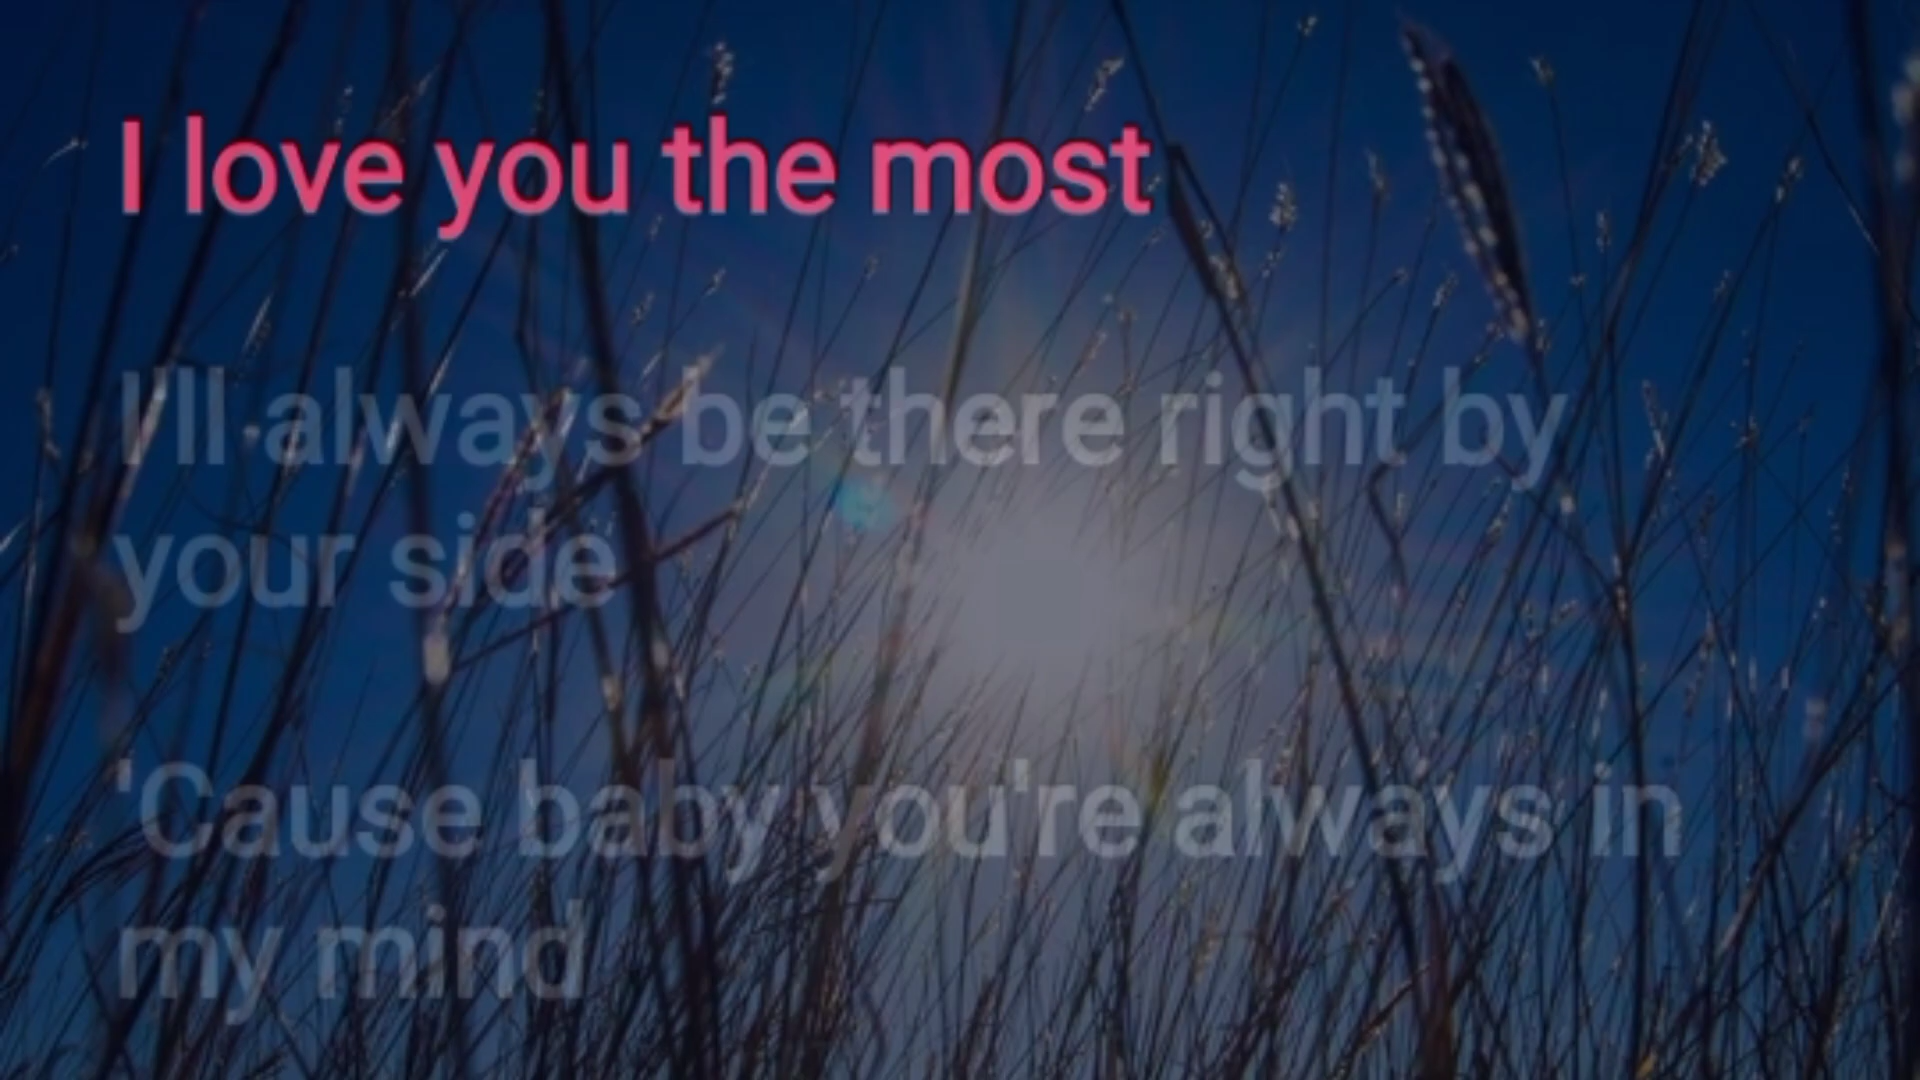 I love you the most
I'll always be there right by
your side
'Cause baby you're always in
my mind